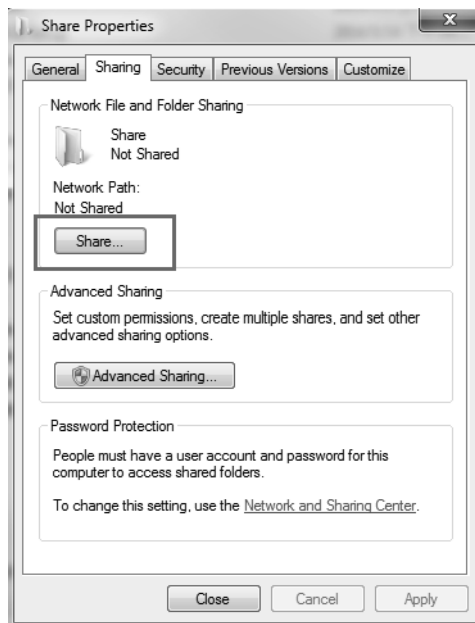 Share Properties
X
General Sharing Security Previous Versions Customize
Network File and Folder Sharing
Share
Not Shared
Network Path:
Not Shared
Share...
Advanced Sharing
Set custom permissions, create multiple shares, and set other
advanced sharing options.
Advanced Sharing...
Password Protection
People must have a user account and password for this
computer to access shared folders.
To change this setting, use the Network and Sharing Center.
Close Cancel Apply